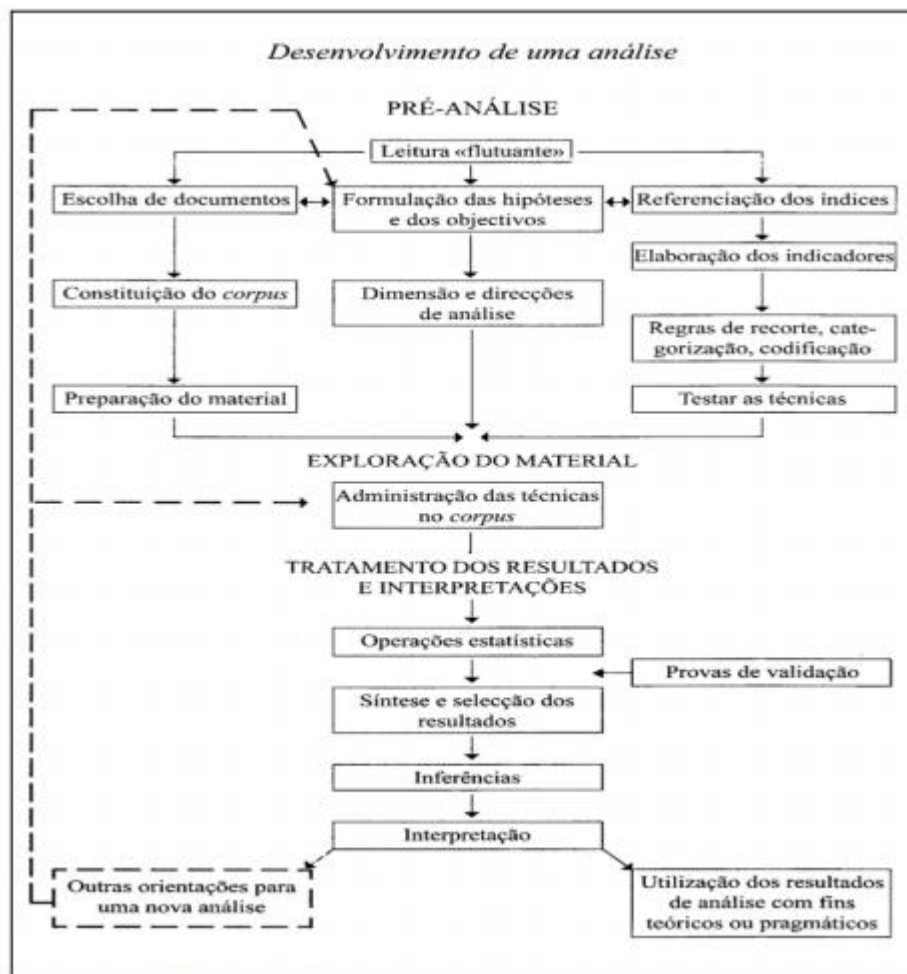 Desenvolvimento de uma análise
PRÉ-ANÁLISE
Leitura «flutuante»
Escolha de documentos
Formulação das hipóteses
e dos objectivos
Referenciação dos índices
Elaboração dos indicadores
Constituição do corpus
Dimensão e direcções
de análise
Regras de recorte, cate-
gorização, codificação
Preparação do material
Testar as técnicas
EXPLORAÇÃO DO MATERIAL
Administração das técnicas
no corpus
TRATAMENTO DOS RESULTADOS
E INTERPRETAÇÕES
Operações estatísticas
Provas de validação
Síntese e selecção dos
resultados
Inferências
Interpretação
Outras orientações para
uma nova análise
Utilização dos resultados
de análise com fins
teóricos ou pragmáticos